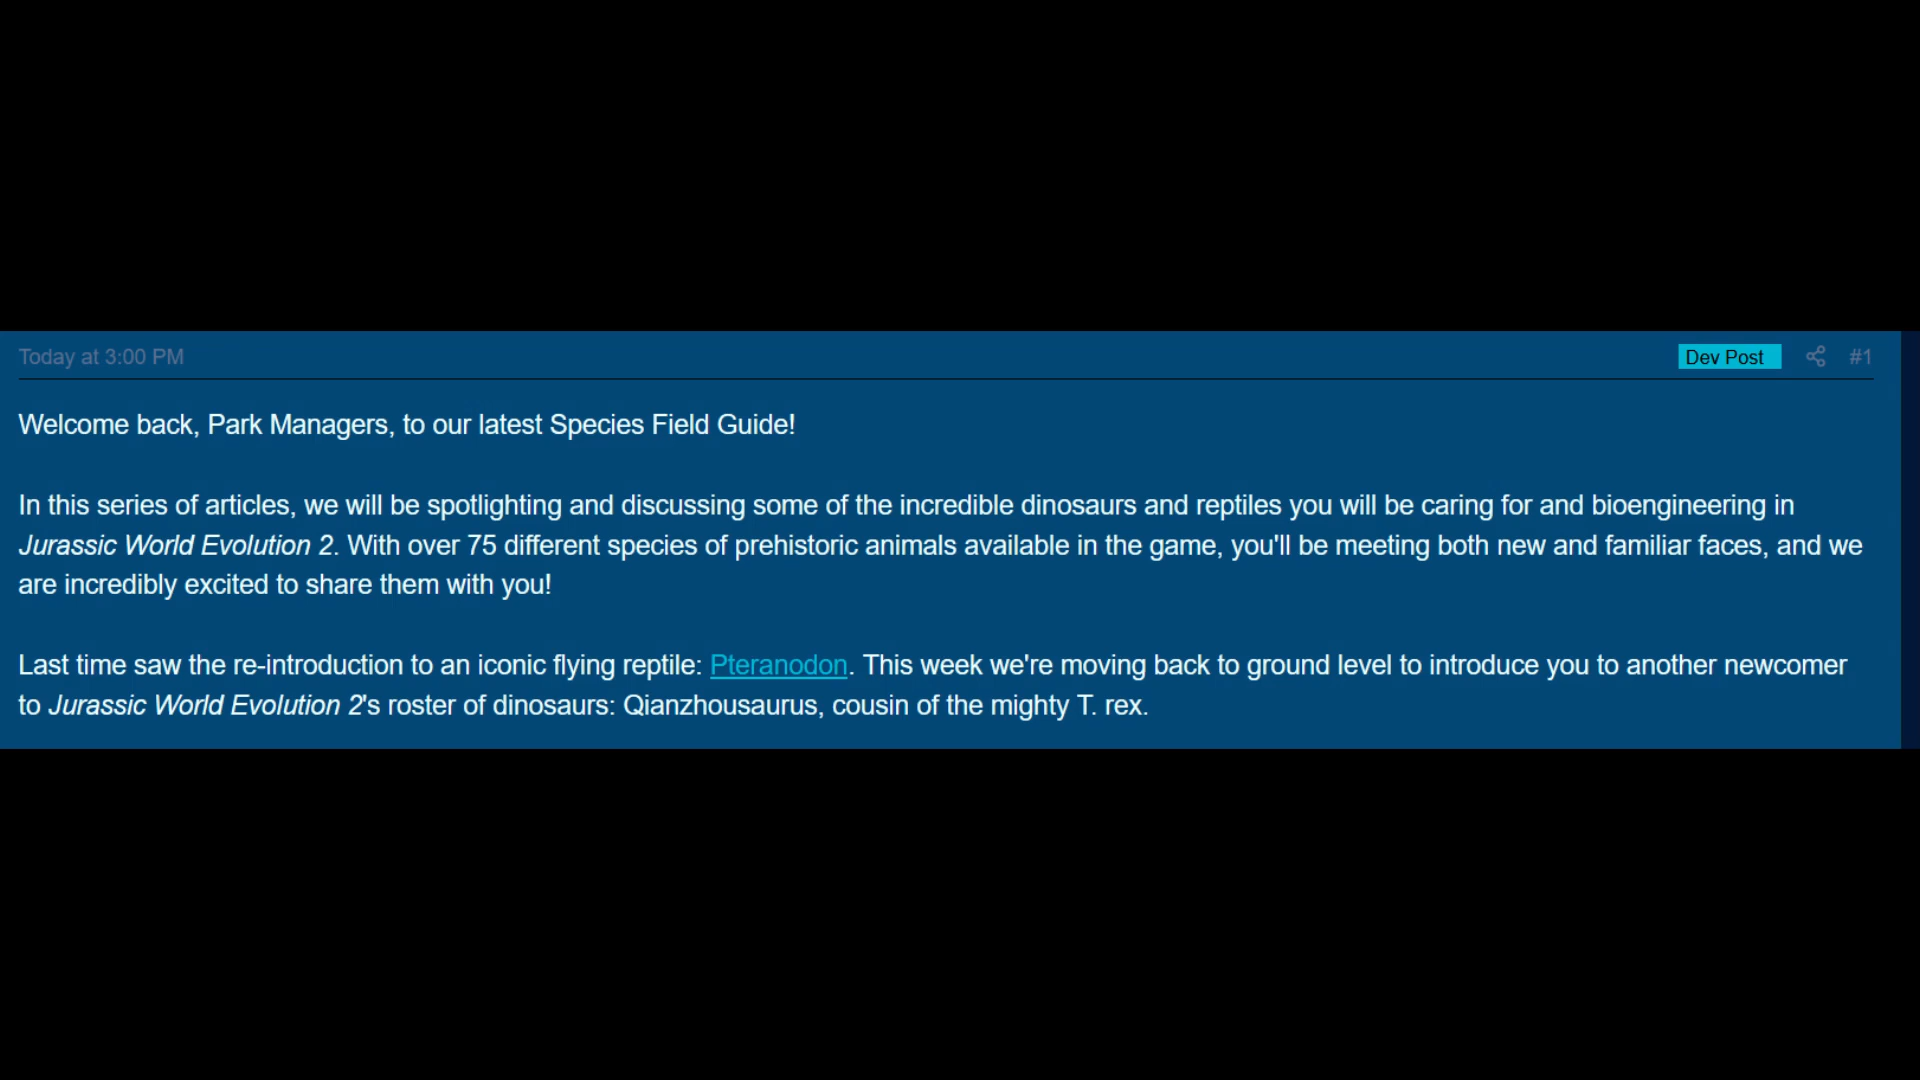 Today at 3:00 PM
Dev Post #1
Welcome back, Park Managers, to our latest Species Field Guide!
In this series of articles, we will be spotlighting and discussing some of the incredible dinosaurs and reptiles you will be caring for and bioengineering in
Jurassic World Evolution 2. With over 75 different species of prehistoric animals available in the game, you'll be meeting both new and familiar faces, and we
are incredibly excited to share them with you!
Last time saw the re-introduction to an iconic flying reptile: Pteranodon. This week we're moving back to ground level to introduce you to another newcomer
to Jurassic World Evolution 2's roster of dinosaurs: Qianzhousaurus, cousin of the mighty T. rex.